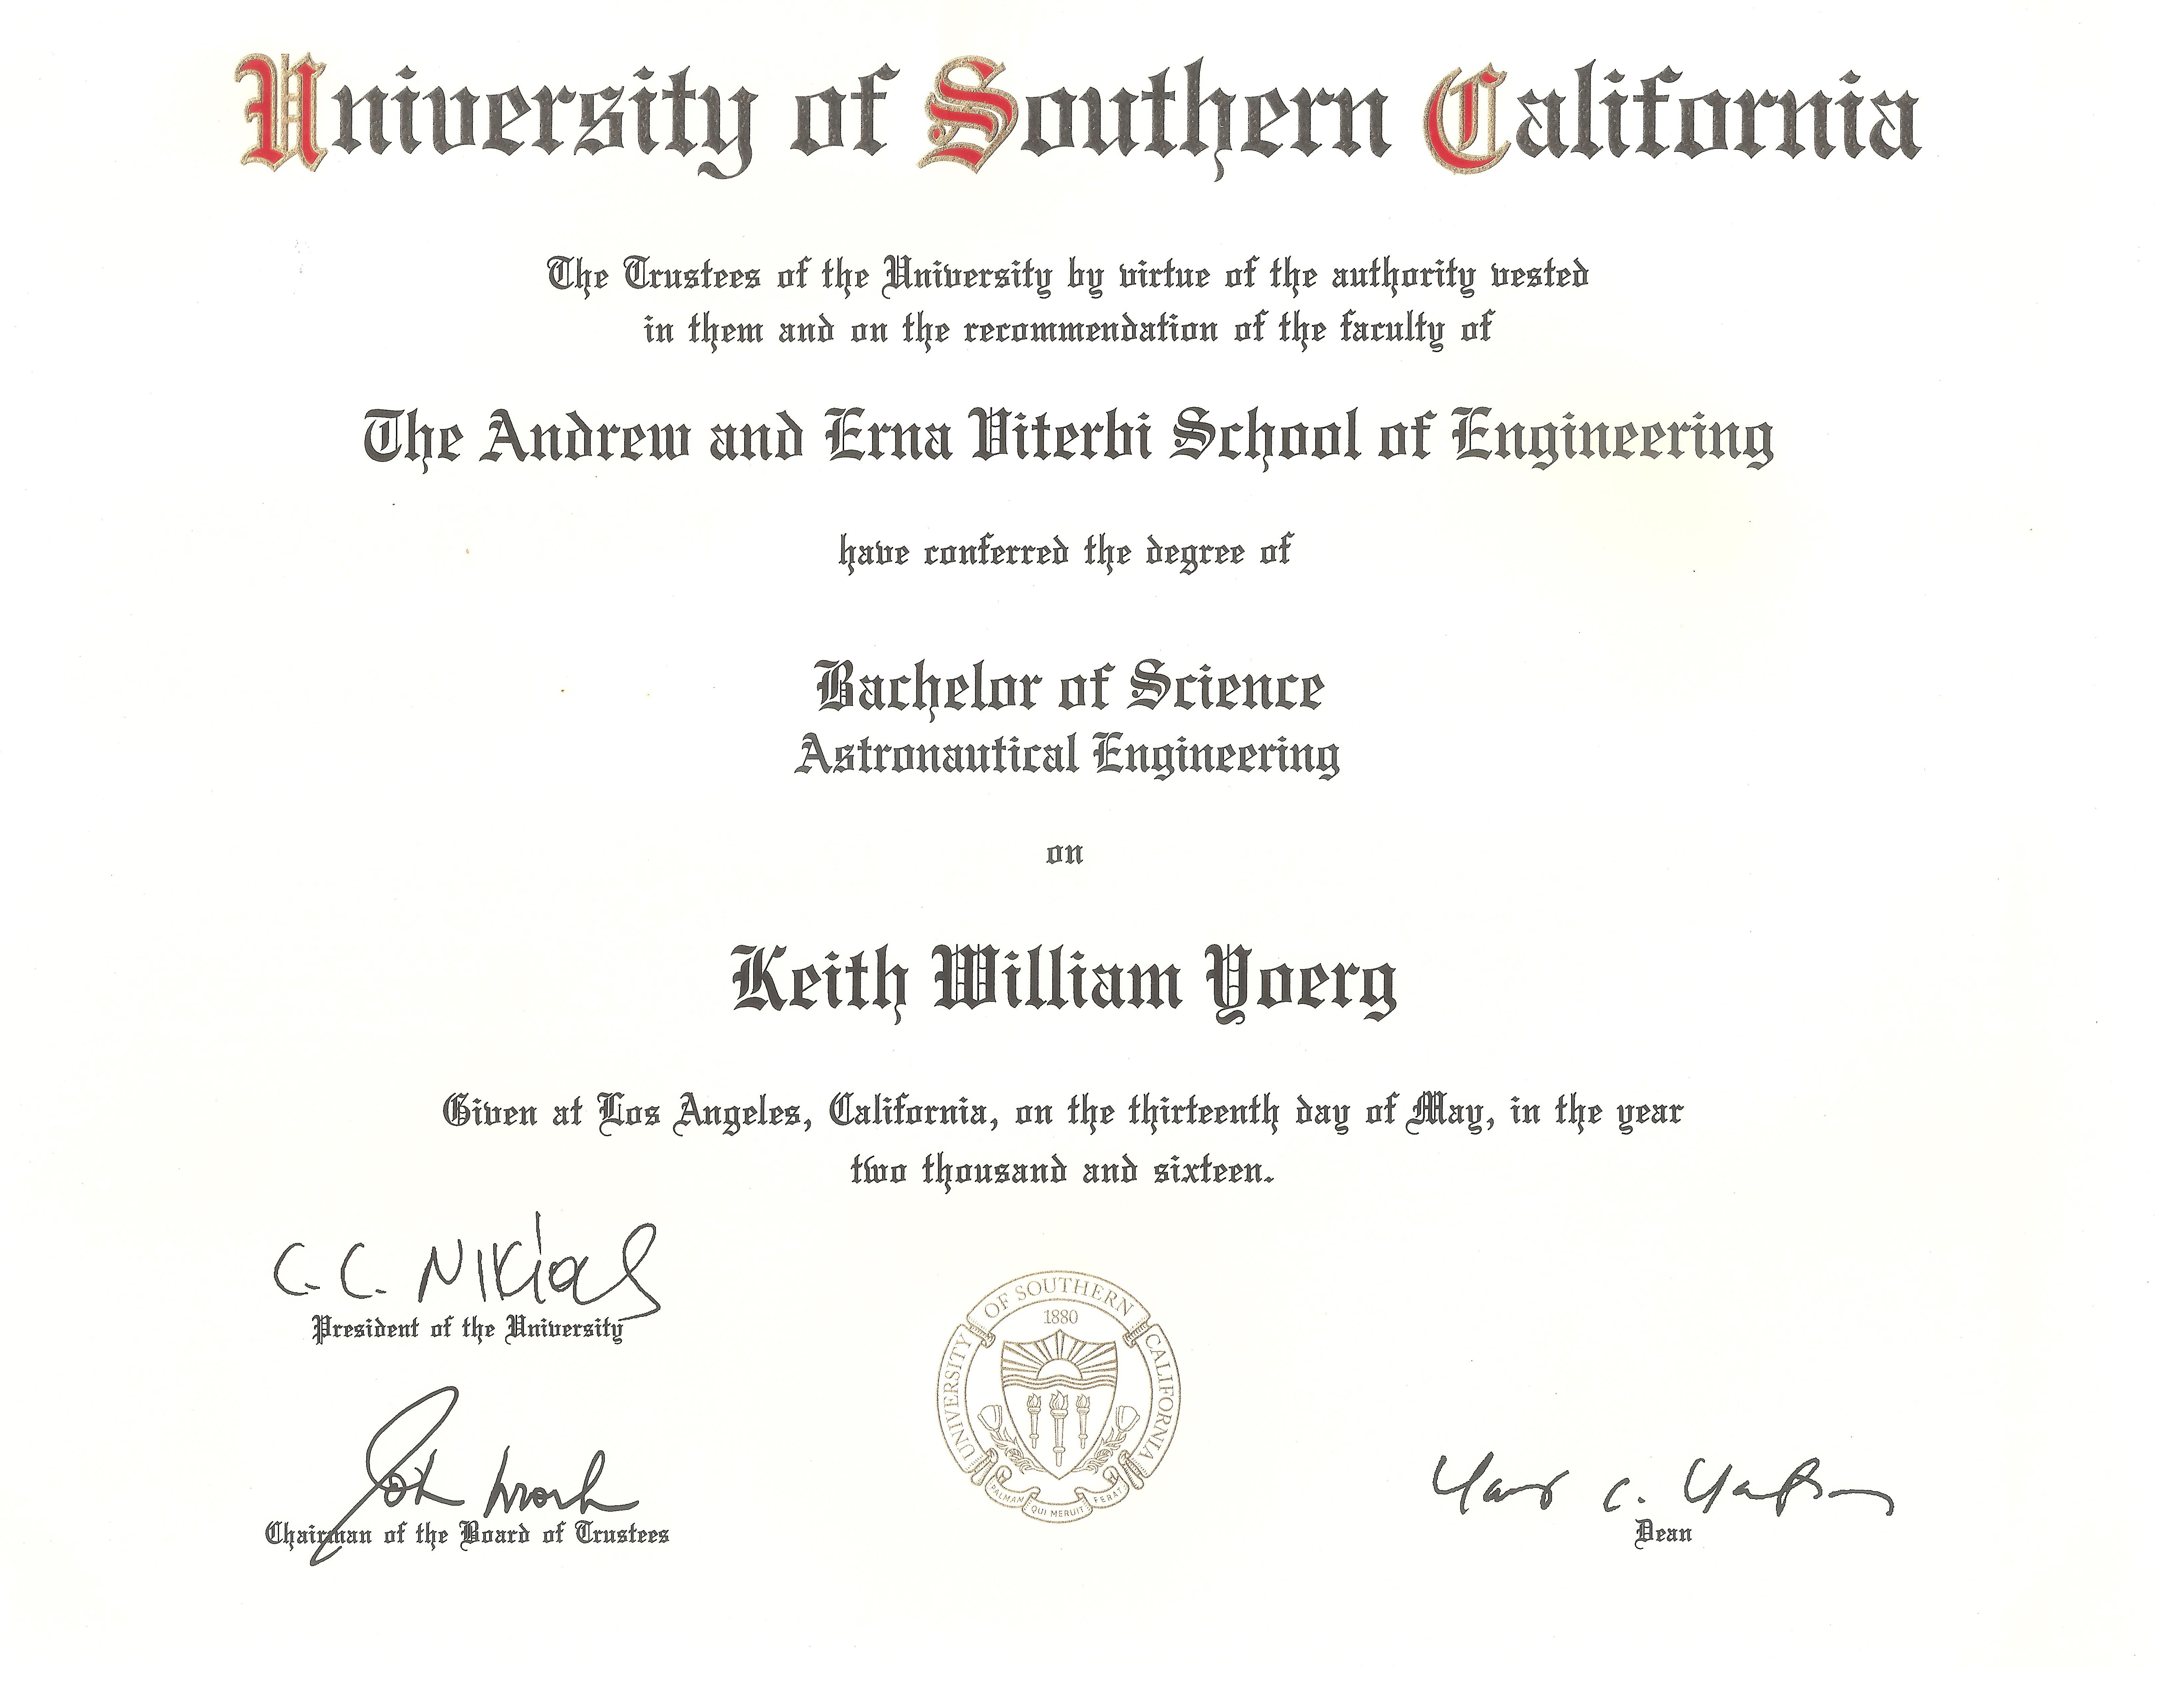 University of Southern California
The Trustees of the University by virtue of the authority vested
in them and on the recommendation of the faculty of
The Andrew and Erna Viterbi School of Engineering
have conferred the degree of
Bachelor of Science
Astronautical Engineering
on
Keith William Yoerg
Given at Los Angeles, California, on the thirteenth day of May, in the year
two thousand and sixteen.
C. C. Nikias
President of the University
UNIVERSITY OF SOUTHERN CALIFORNIA
1880
PALMAM QUI MERUIT FERAT
John Mork
Chairman of the Board of Trustees
Dean